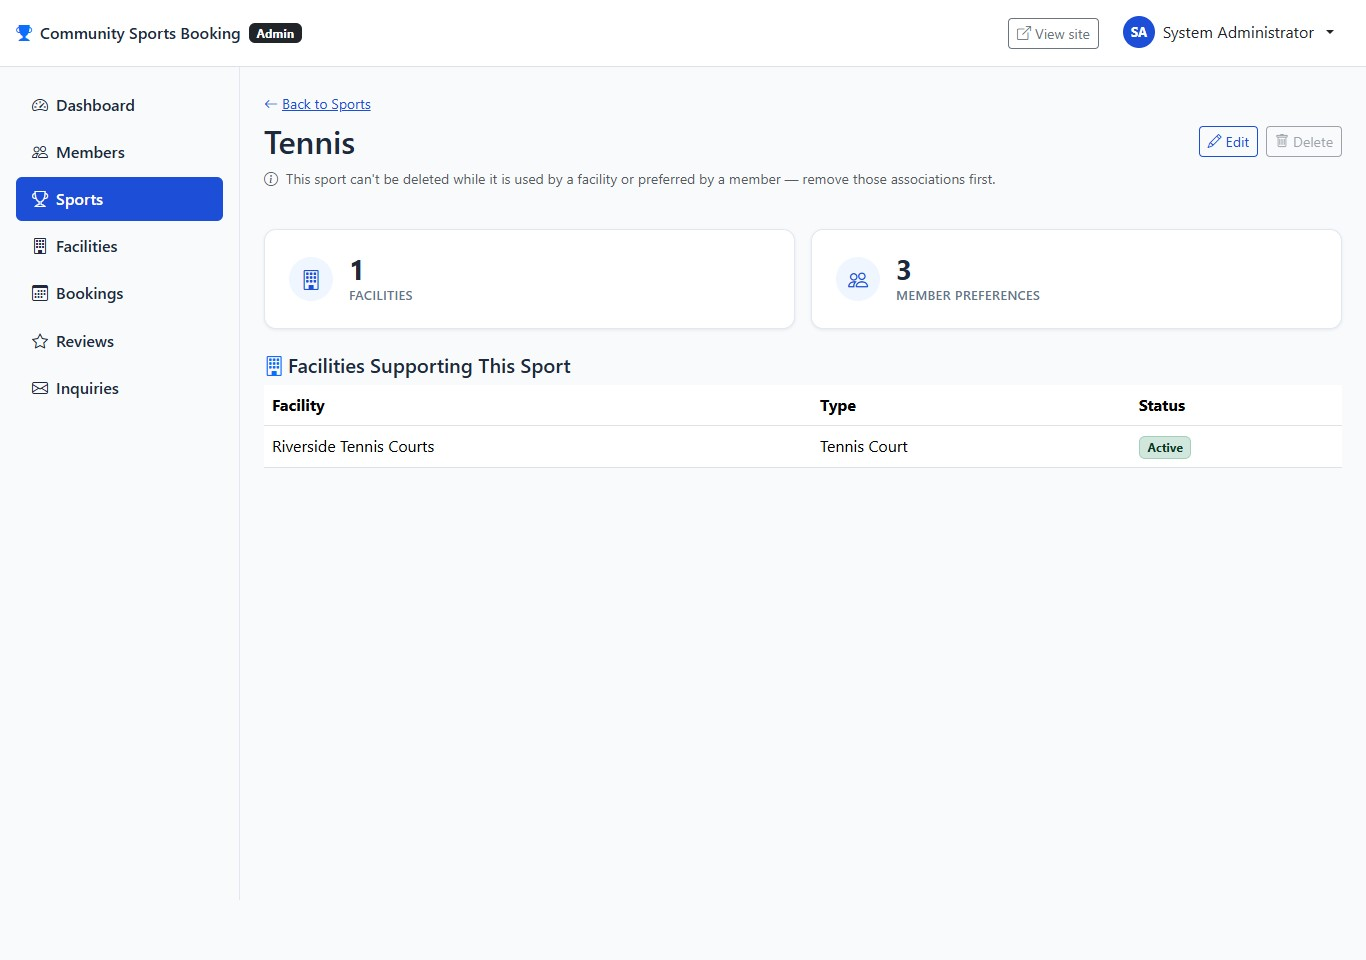 Community Sports Booking Admin
View site
SA System Administrator
Dashboard
Members
Sports
Facilities
Bookings
Reviews
Inquiries
Back to Sports
Tennis
Edit
Delete
This sport can't be deleted while it is used by a facility or preferred by a member — remove those associations first.
1
FACILITIES
3
MEMBER PREFERENCES
Facilities Supporting This Sport
Facility Type Status
Riverside Tennis Courts Tennis Court Active